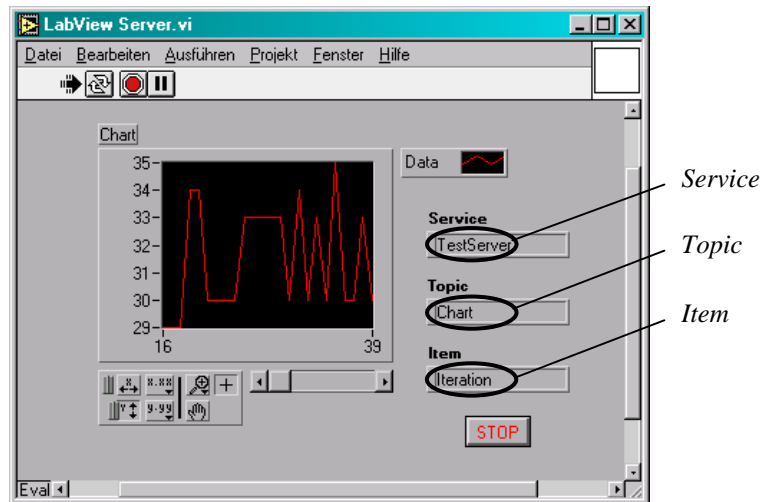 LabView Server.vi
Datei Bearbeiten Ausführen Projekt Fenster Hilfe
Chart
35
34
33
32
31
30
29
16 39
Data
Service
TestServer
Topic
Chart
Item
Iteration
STOP
Eval
Service
Topic
Item